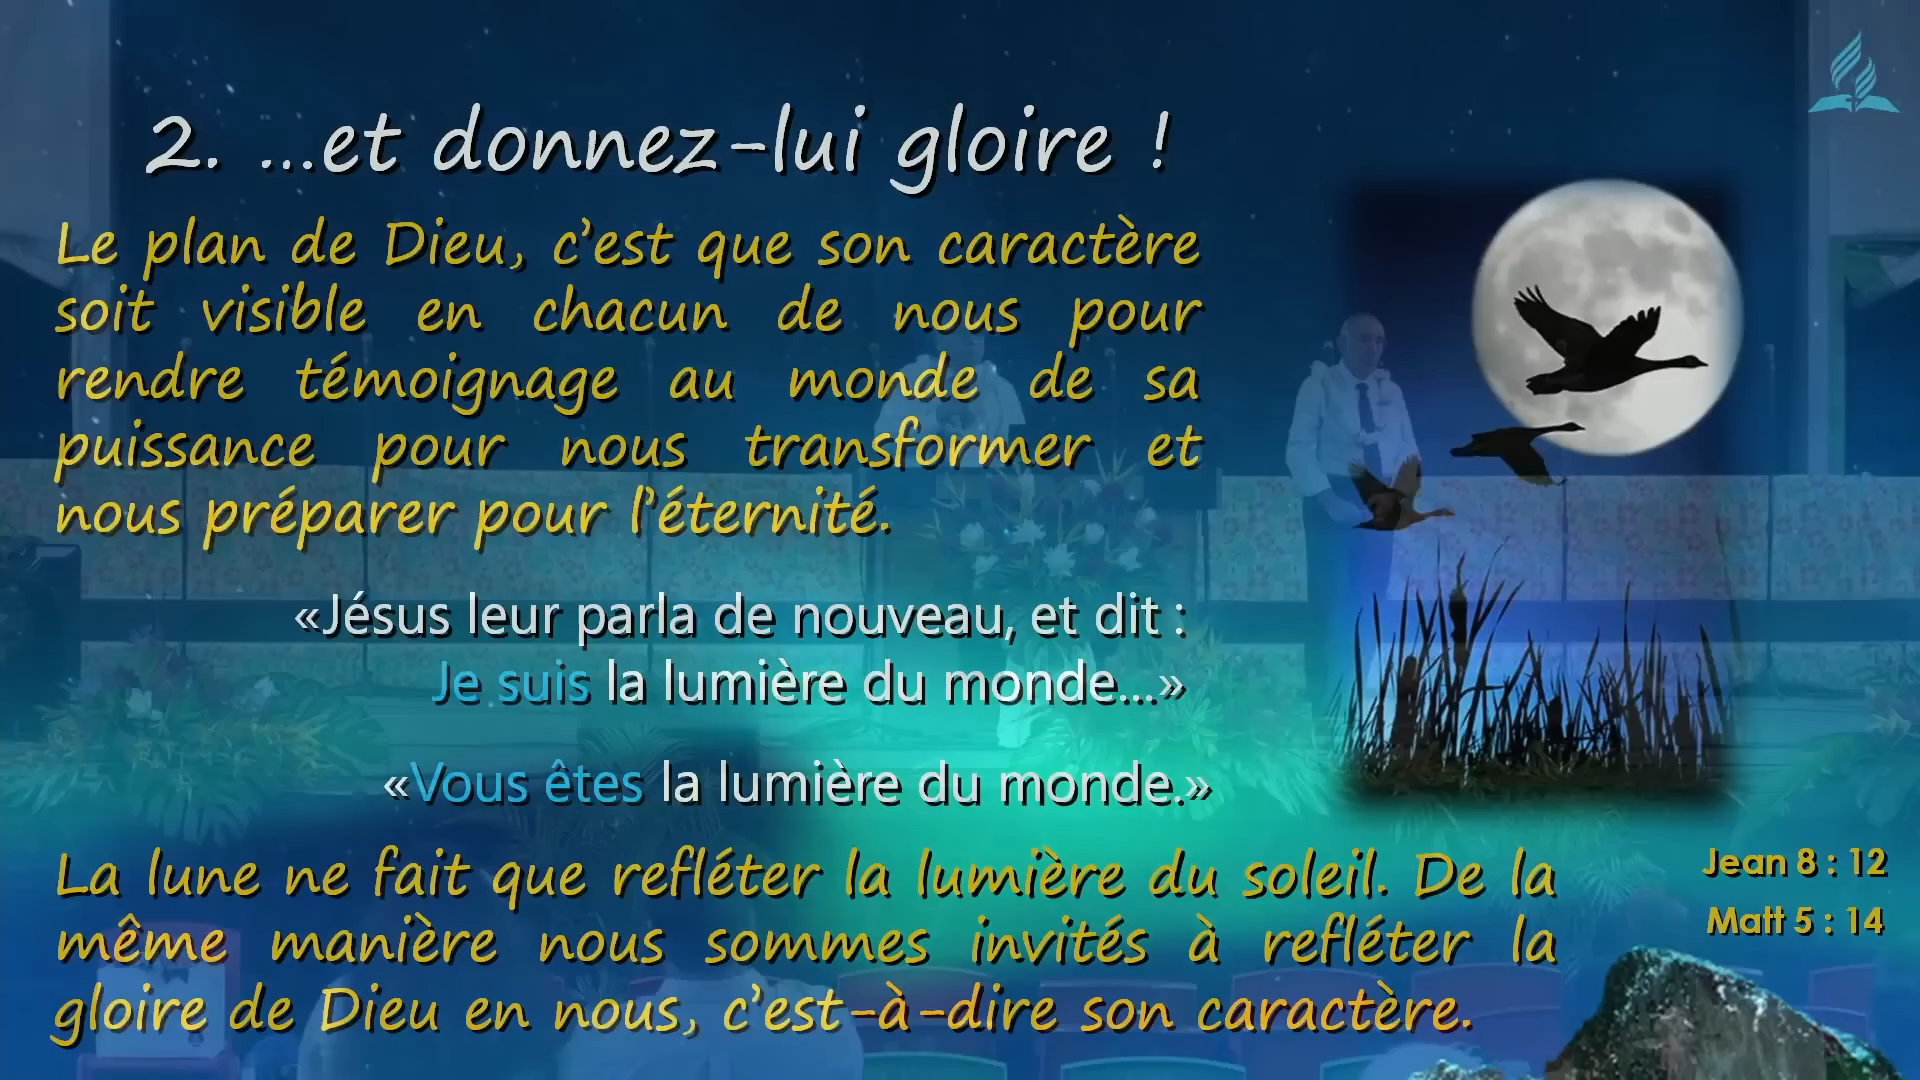 2. ...et donnez-lui gloire !
Le plan de Dieu, c’est que son caractère
soit visible en chacun de nous pour
rendre témoignage au monde de sa
puissance pour nous transformer et
nous préparer pour l’éternité.
«Jésus leur parla de nouveau, et dit :
Je suis la lumière du monde...»
«Vous êtes la lumière du monde.»
La lune ne fait que refléter la lumière du soleil. De la
même manière nous sommes invités à refléter la
gloire de Dieu en nous, c’est-à-dire son caractère.
Jean 8 : 12
Matt 5 : 14